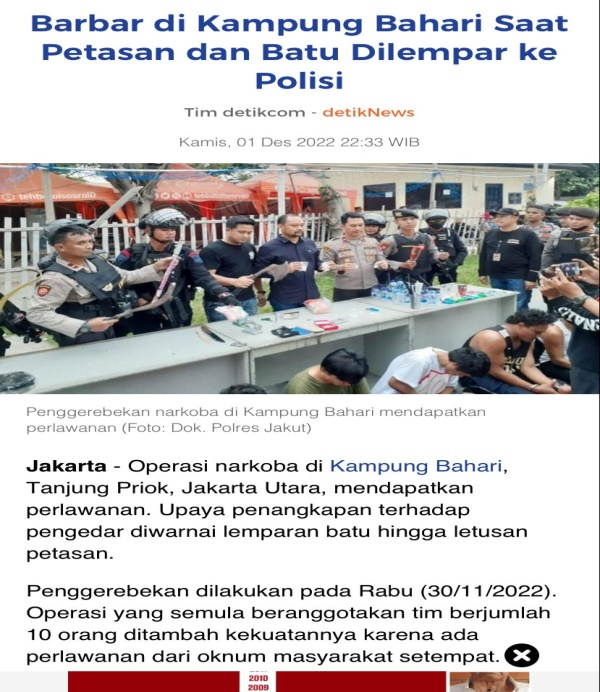 Barbar di Kampung Bahari Saat
Petasan dan Batu Dilempar ke
Polisi
Tim detikcom - detikNews
Kamis, 01 Des 2022 22:33 WIB
Penggerebekan narkoba di Kampung Bahari mendapatkan
perlawanan (Foto: Dok. Polres Jakut)
Jakarta - Operasi narkoba di Kampung Bahari,
Tanjung Priok, Jakarta Utara, mendapatkan
perlawanan. Upaya penangkapan terhadap
pengedar diwarnai lemparan batu hingga letusan
petasan.
Penggerebekan dilakukan pada Rabu (30/11/2022).
Operasi yang semula beranggotakan tim berjumlah
10 orang ditambah kekuatannya karena ada
perlawanan dari oknum masyarakat setempat.
2010
2009